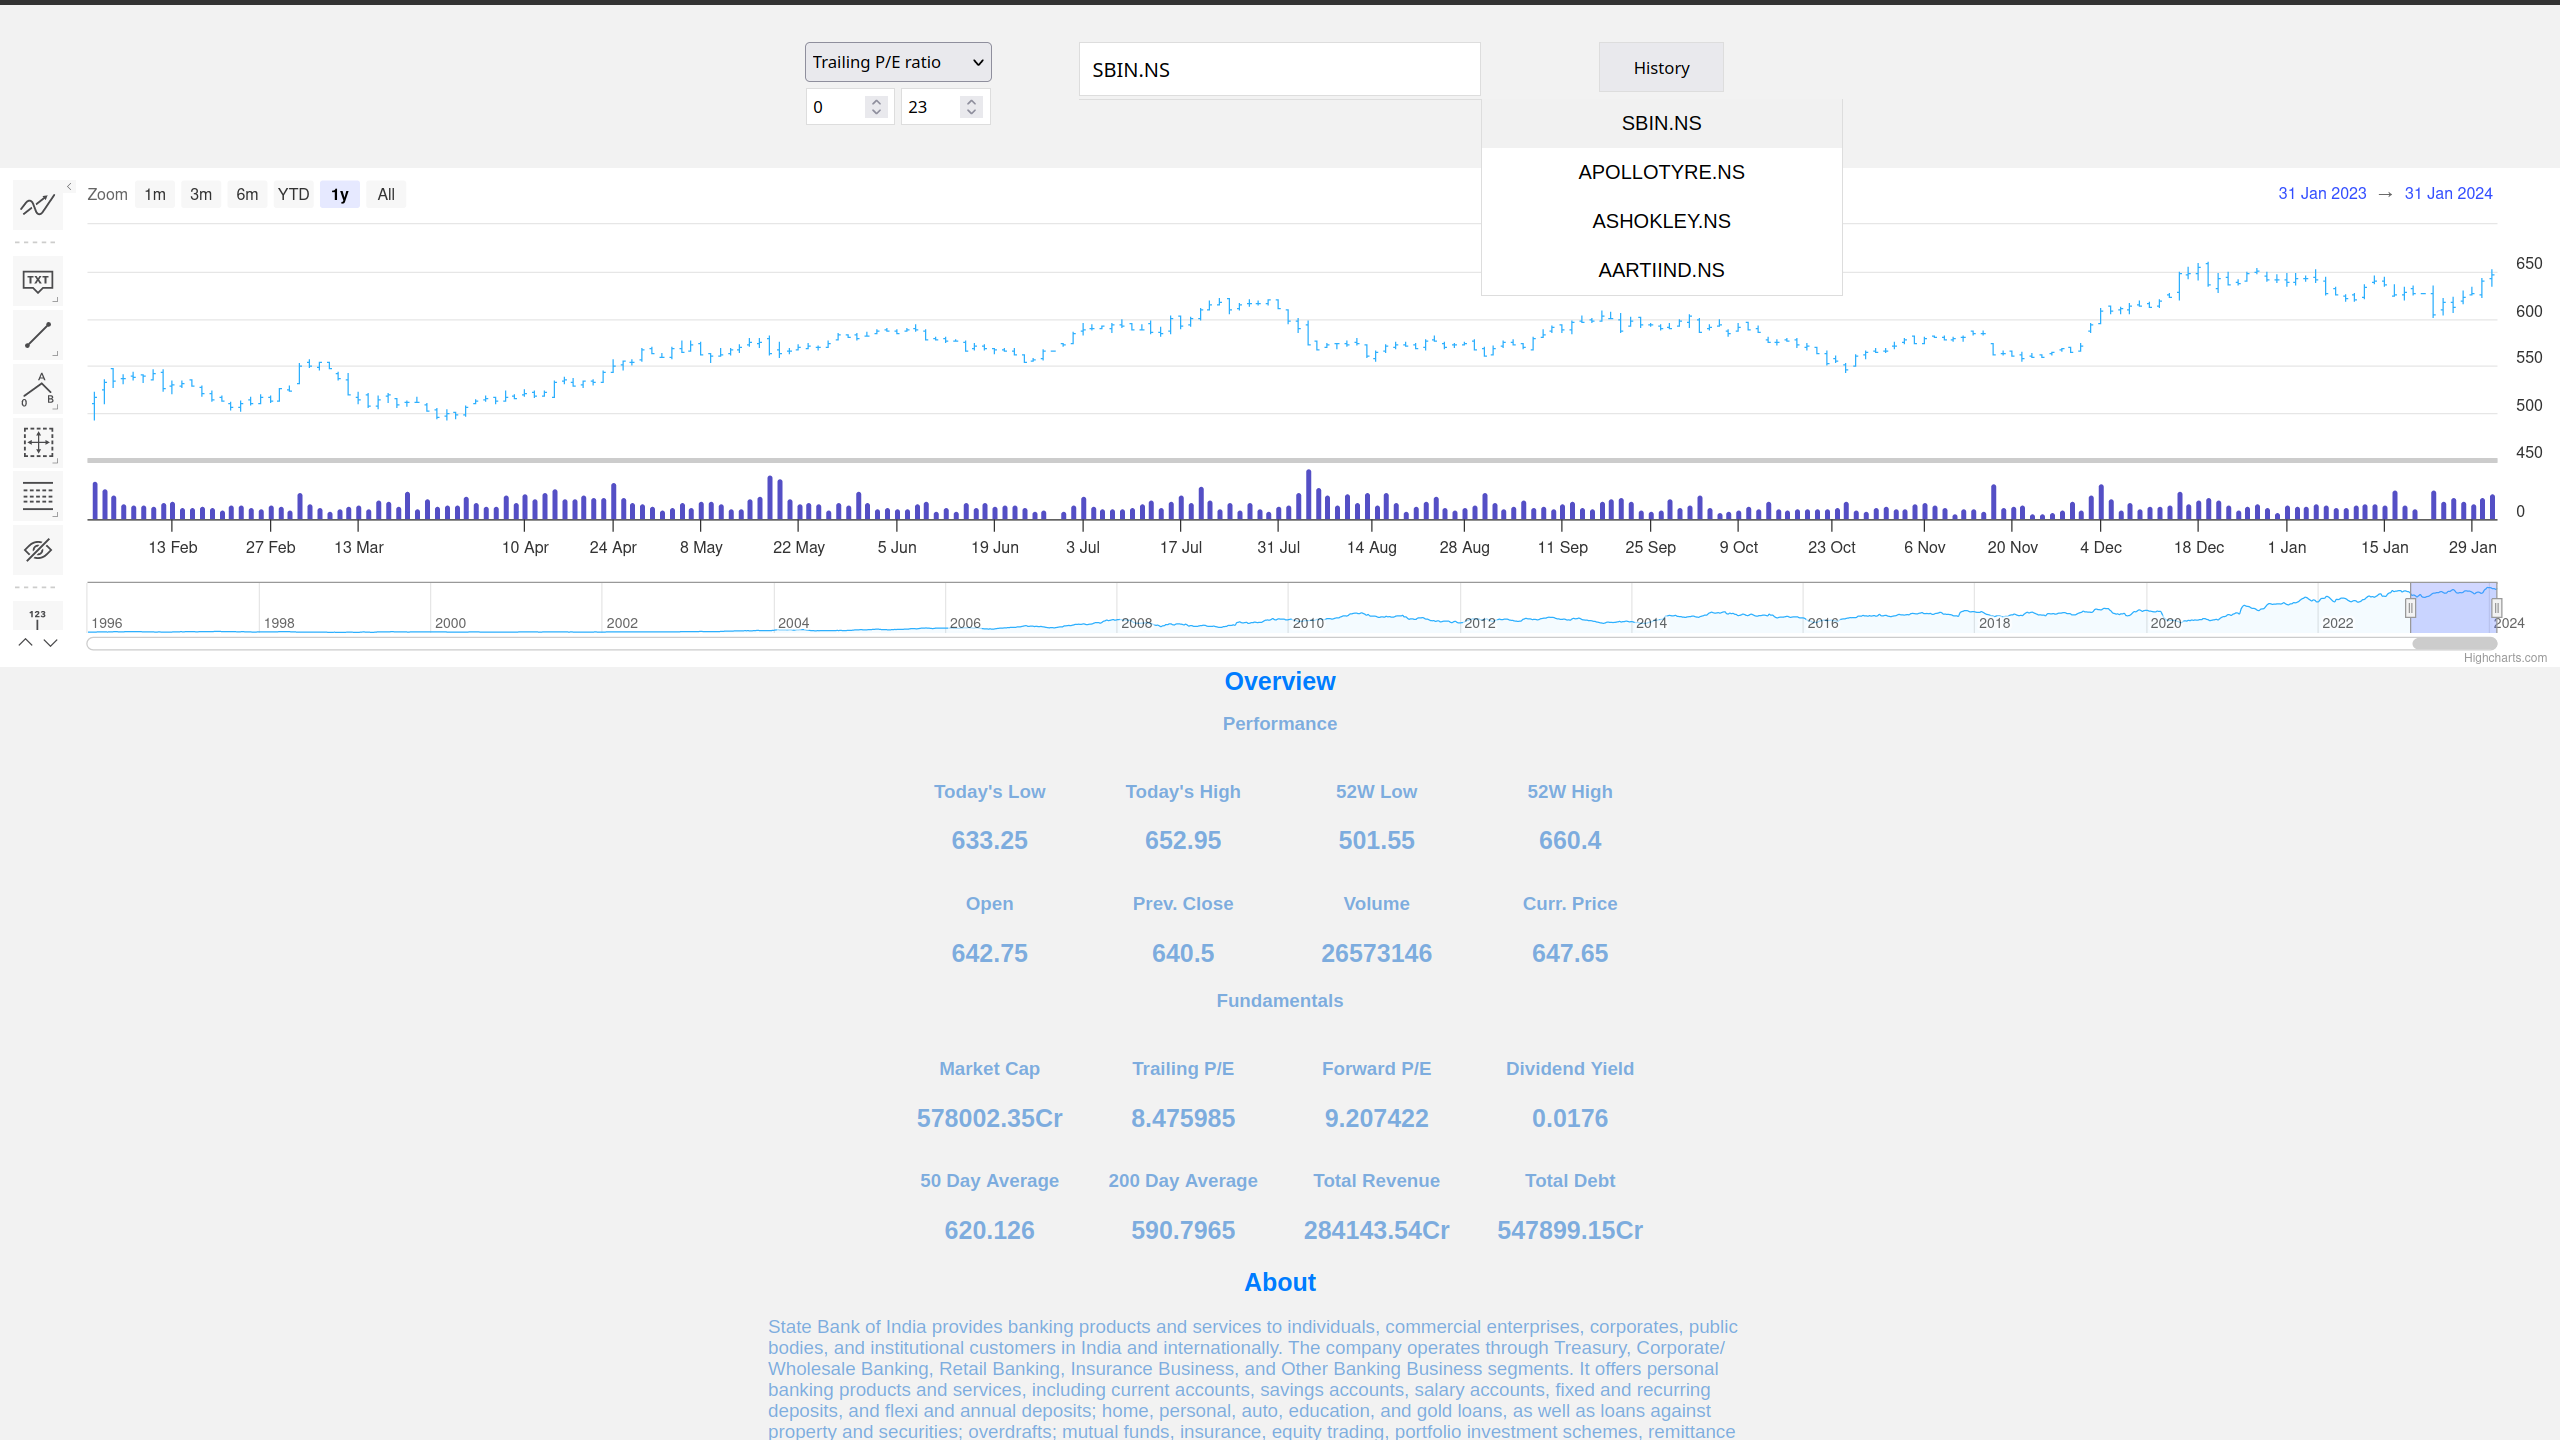 Trailing P/E ratio
SBIN.NS
History
0 23
SBIN.NS
APOLLOTYRE.NS
ASHOKLEY.NS
AARTIIND.NS
Zoom 1m 3m 6m YTD 1y All
31 Jan 2023 → 31 Jan 2024
TXT
A
0 B
123
650
600
550
500
450
0
13 Feb 27 Feb 13 Mar 10 Apr 24 Apr 8 May 22 May 5 Jun 19 Jun 3 Jul 17 Jul 31 Jul 14 Aug 28 Aug 11 Sep 25 Sep 9 Oct 23 Oct 6 Nov 20 Nov 4 Dec 18 Dec 1 Jan 15 Jan 29 Jan
1996 1998 2000 2002 2004 2006 2008 2010 2012 2014 2016 2018 2020 2022 2024
Highcharts.com
Overview
Performance
Today's Low Today's High 52W Low 52W High
633.25 652.95 501.55 660.4
Open Prev. Close Volume Curr. Price
642.75 640.5 26573146 647.65
Fundamentals
Market Cap Trailing P/E Forward P/E Dividend Yield
578002.35Cr 8.475985 9.207422 0.0176
50 Day Average 200 Day Average Total Revenue Total Debt
620.126 590.7965 284143.54Cr 547899.15Cr
About
State Bank of India provides banking products and services to individuals, commercial enterprises, corporates, public
bodies, and institutional customers in India and internationally. The company operates through Treasury, Corporate/
Wholesale Banking, Retail Banking, Insurance Business, and Other Banking Business segments. It offers personal
banking products and services, including current accounts, savings accounts, salary accounts, fixed and recurring
deposits, and flexi and annual deposits; home, personal, auto, education, and gold loans, as well as loans against
property and securities; overdrafts; mutual funds, insurance, equity trading, portfolio investment schemes, remittance